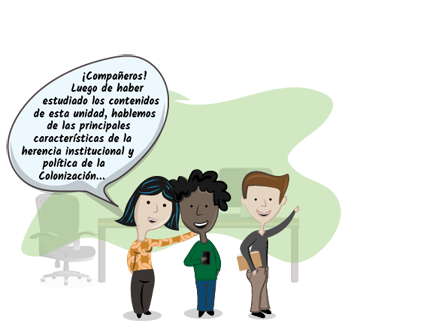 ¡Compañeros!
Luego de haber
estudiado los contenidos
de esta unidad, hablemos
de las principales
características de la
herencia institucional y
política de la
Colonización...